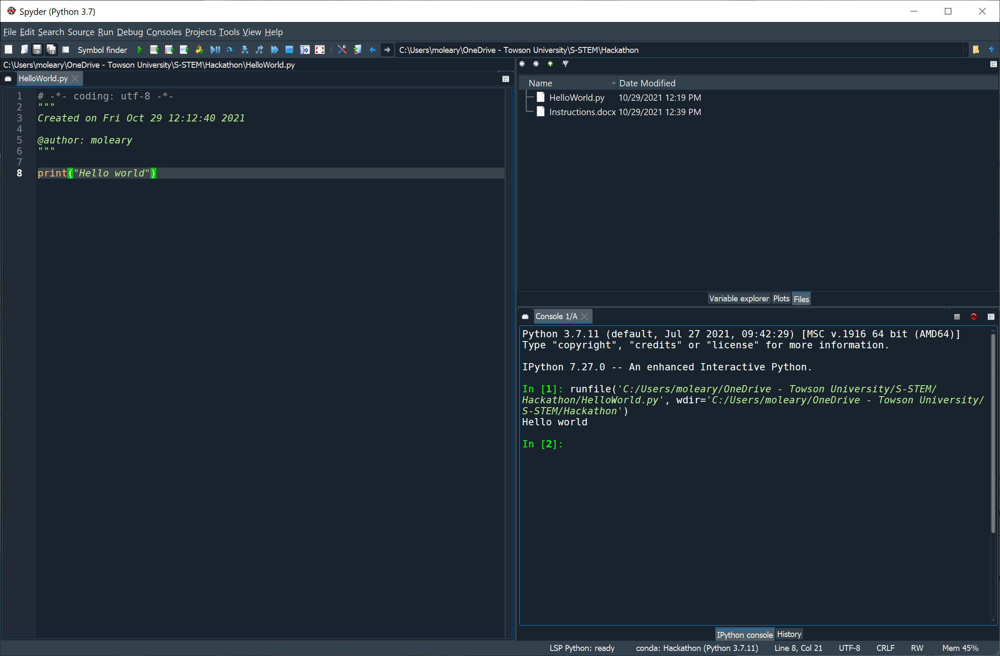 Spyder (Python 3.7)
File Edit Search Source Run Debug Consoles Projects Tools View Help
Symbol finder
C:\Users\moleary\OneDrive - Towson University\S-STEM\Hackathon
C:\Users\moleary\OneDrive - Towson University\S-STEM\Hackathon\HelloWorld.py
HelloWorld.py
1 # -*- coding: utf-8 -*-
2 """
3 Created on Fri Oct 29 12:12:40 2021
4
5 @author: moleary
6 """
7
8 print("Hello world")
Name Date Modified
HelloWorld.py 10/29/2021 12:19 PM
Instructions.docx 10/29/2021 12:39 PM
Variable explorer Plots Files
Console 1/A
Python 3.7.11 (default, Jul 27 2021, 09:42:29) [MSC v.1916 64 bit (AMD64)]
Type "copyright", "credits" or "license" for more information.
IPython 7.27.0 -- An enhanced Interactive Python.
In [1]: runfile('C:/Users/moleary/OneDrive - Towson University/S-STEM/
Hackathon/HelloWorld.py', wdir='C:/Users/moleary/OneDrive - Towson University/
S-STEM/Hackathon')
Hello world
In [2]:
IPython console History
LSP Python: ready conda: Hackathon (Python 3.7.11) Line 8, Col 21 UTF-8 CRLF RW Mem 45%